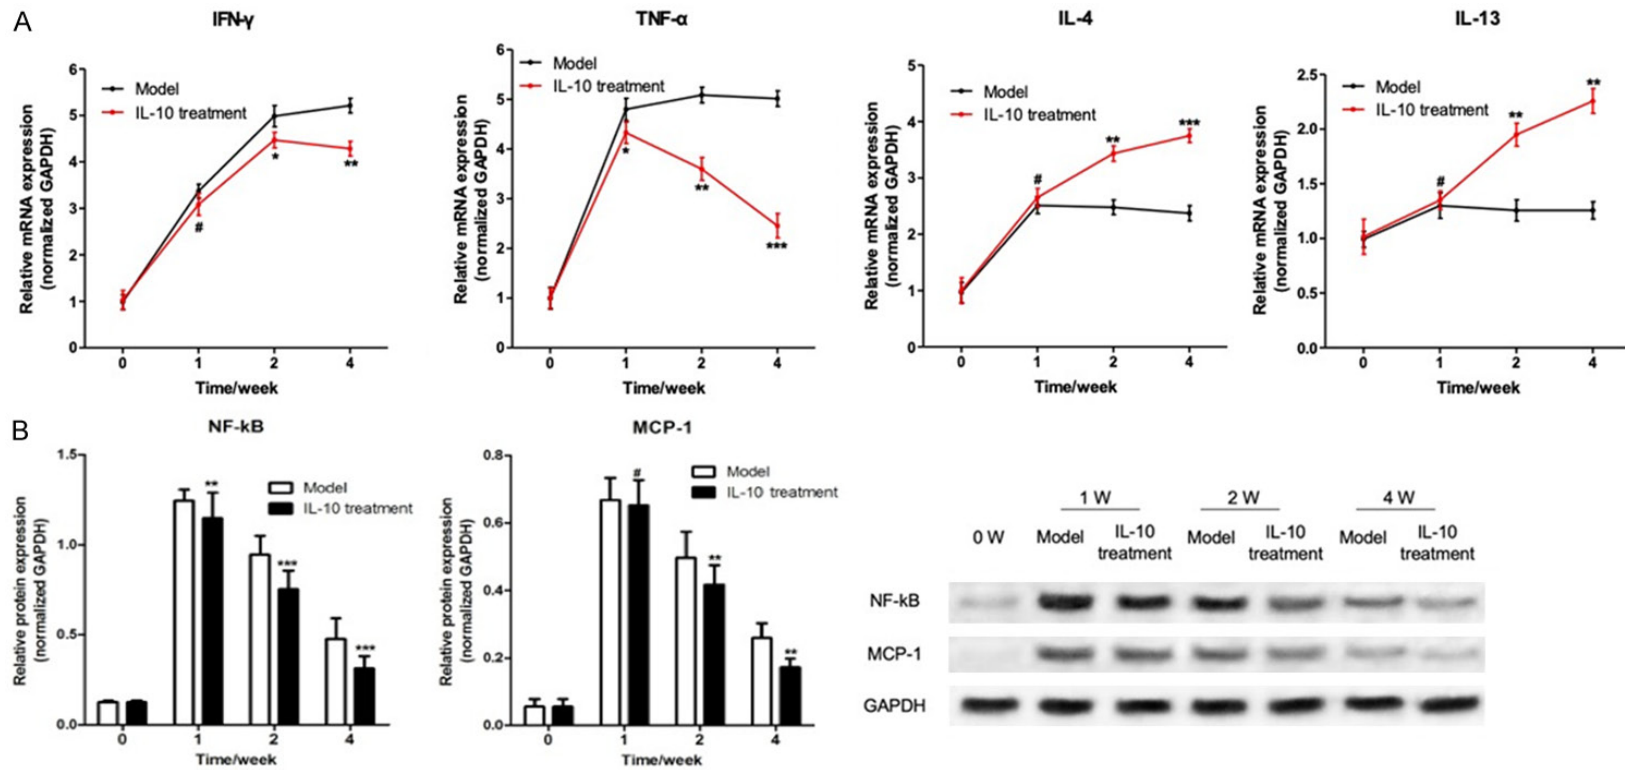 A
IFN-γ
Relative mRNA expression
(normalized GAPDH)
6
5
4
3
2
1
0
Model
IL-10 treatment
#
*
**
0
1
2
4
Time/week
TNF-α
Relative mRNA expression
(normalized GAPDH)
6
5
4
3
2
1
0
Model
IL-10 treatment
*
**
***
0
1
2
4
Time/week
IL-4
Relative mRNA expression
(normalized GAPDH)
5
4
3
2
1
0
Model
IL-10 treatment
#
**
***
0
1
2
4
Time/week
IL-13
Relative mRNA expression
(normalized GAPDH)
2.5
2.0
1.5
1.0
0.5
0.0
Model
IL-10 treatment
#
**
**
0
1
2
4
Time/week
B
NF-kB
Relative protein expression
(normalized GAPDH)
1.5
1.0
0.5
0.0
Model
IL-10 treatment
**
***
***
0
1
2
4
Time/week
MCP-1
Relative protein expression
(normalized GAPDH)
0.8
0.6
0.4
0.2
0.0
Model
IL-10 treatment
#
**
**
0
1
2
4
Time/week
1 W
2 W
4 W
0 W
Model
IL-10
treatment
Model
IL-10
treatment
Model
IL-10
treatment
NF-kB
MCP-1
GAPDH